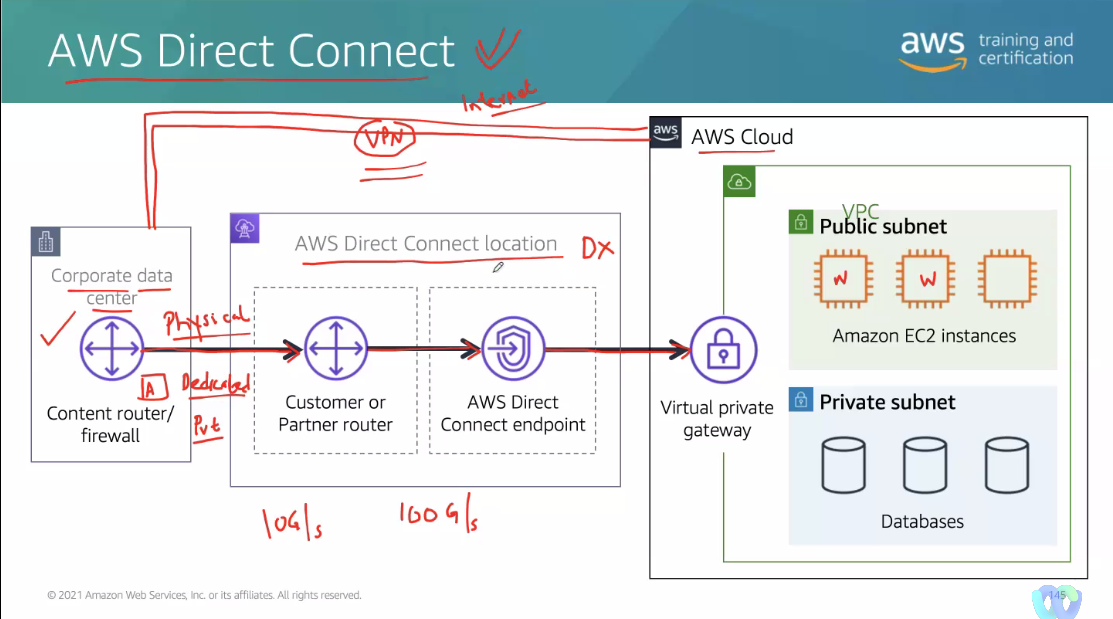 AWS Direct Connect
aws training and certification
Internet
VPN
aws AWS Cloud
VPC
Public subnet
W W
Amazon EC2 instances
Private subnet
Databases
Virtual private
gateway
AWS Direct Connect location DX
Corporate data
center
Physical
A Dedicated
Pvt
Content router/
firewall
Customer or
Partner router
AWS Direct
Connect endpoint
10G/s 100G/s
© 2021 Amazon Web Services, Inc. or its affiliates. All rights reserved.
145